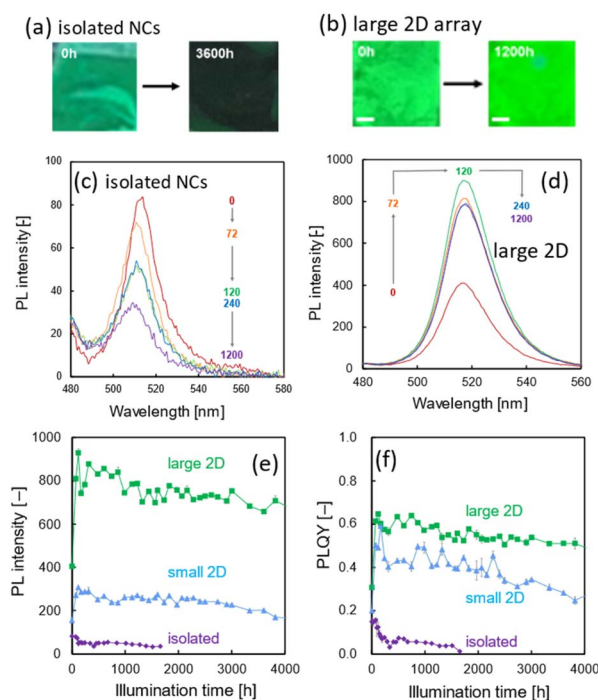 (a) isolated NCs
0h
3600h
(b) large 2D array
0h
1200h
(c) isolated NCs
PL intensity [-]
100
80
60
40
20
0
0
72
120
240
1200
480 500 520 540 560 580
Wavelength [nm]
(d)
large 2D
PL intensity [-]
1000
800
600
400
200
0
120
72
240
1200
0
480 500 520 540 560
Wavelength [nm]
(e)
PL intensity [–]
1000
800
600
400
200
0
large 2D
small 2D
isolated
0 1000 2000 3000 4000
Illumination time [h]
(f)
PLQY [–]
1.0
0.8
0.6
0.4
0.2
0.0
large 2D
small 2D
isolated
0 1000 2000 3000 4000
Illumination time [h]